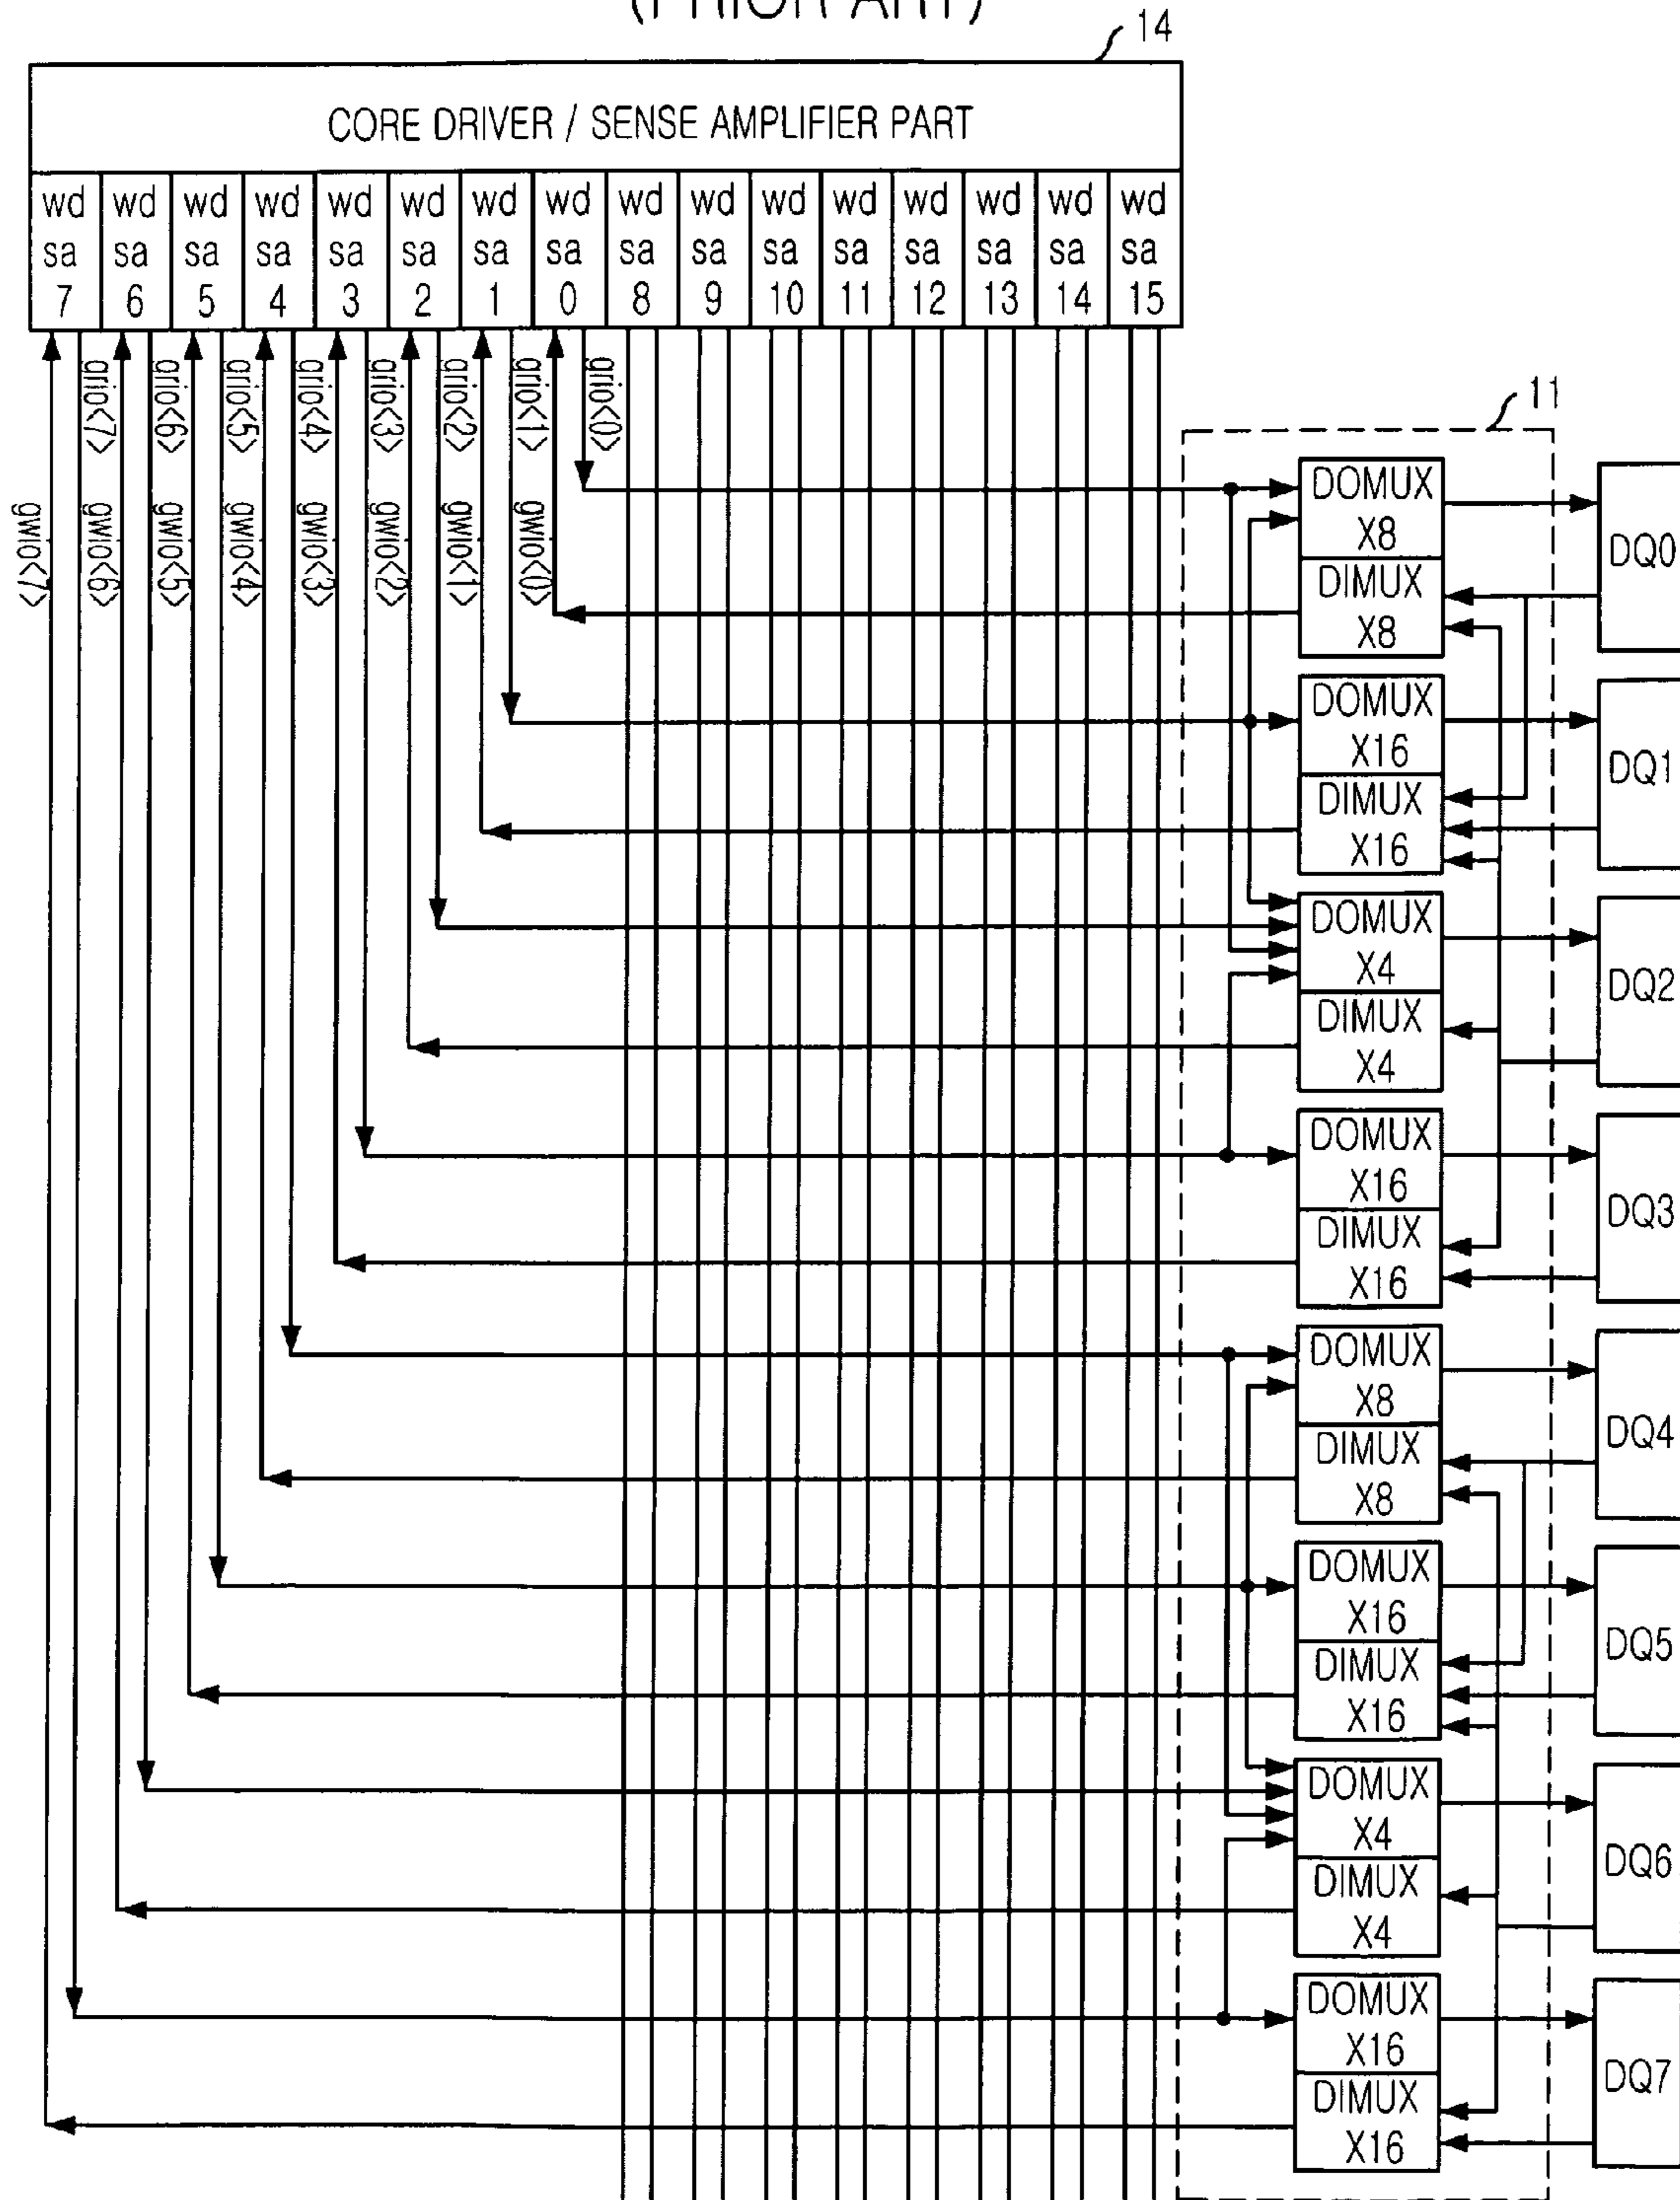 (PRIOR ART)
14
CORE DRIVER / SENSE AMPLIFIER PART
wd wd wd wd wd wd wd wd wd wd wd wd wd wd wd wd
sa sa sa sa sa sa sa sa sa sa sa sa sa sa sa sa
7 6 5 4 3 2 1 0 8 9 10 11 12 13 14 15
grio<7> grio<6> grio<5> grio<4> grio<3> grio<2> grio<1> grio<0>
gwio<7> gwio<6> gwio<5> gwio<4> gwio<3> gwio<2> gwio<1> gwio<0>
11
DOMUX
X8
DIMUX
X8
DQ0
DOMUX
X16
DIMUX
X16
DQ1
DOMUX
X4
DIMUX
X4
DQ2
DOMUX
X16
DIMUX
X16
DQ3
DOMUX
X8
DIMUX
X8
DQ4
DOMUX
X16
DIMUX
X16
DQ5
DOMUX
X4
DIMUX
X4
DQ6
DOMUX
X16
DIMUX
X16
DQ7